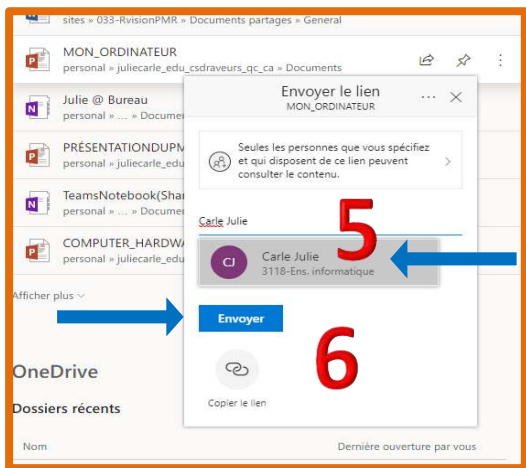 sites » 033-RvisionPMR » Documents partages » General
MON_ORDINATEUR
personal » juliecarle_edu_csdraveurs_qc_ca » Documents
Julie @ Bureau
personal » ... » Docume
PRÉSENTATIONDUPM
personal » juliecarle_edu
TeamsNotebook(Shar
personal » ... » Docume
COMPUTER_HARDWA
personal » juliecarle_edu
Afficher plus
Envoyer le lien
MON_ORDINATEUR
Seules les personnes que vous spécifiez
et qui disposent de ce lien peuvent
consulter le contenu.
Carle Julie
5
CJ
Carle Julie
3118-Ens. informatique
Envoyer
6
Copier le lien
OneDrive
Dossiers récents
Nom
Dernière ouverture par vous